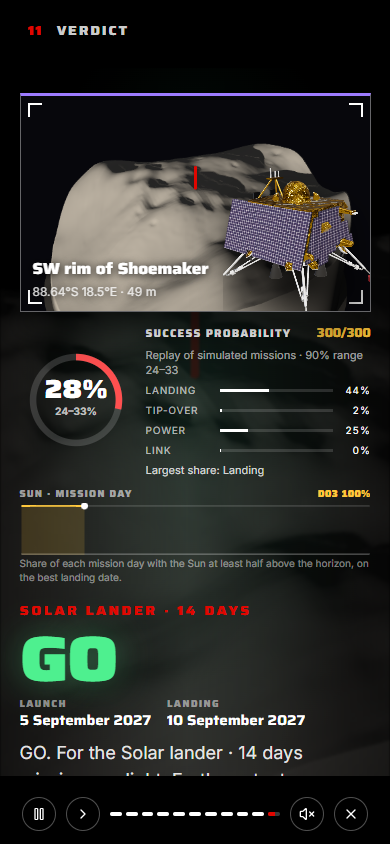 11 VERDICT
SW rim of Shoemaker
88.64°S 18.5°E · 49 m
SUCCESS PROBABILITY 300/300
Replay of simulated missions · 90% range
24–33
28%
24–33%
LANDING 44%
TIP-OVER 2%
POWER 25%
LINK 0%
Largest share: Landing
SUN · MISSION DAY D03 100%
Share of each mission day with the Sun at least half above the horizon, on
the best landing date.
SOLAR LANDER · 14 DAYS
GO
LAUNCH LANDING
5 September 2027 10 September 2027
GO. For the Solar lander · 14 days